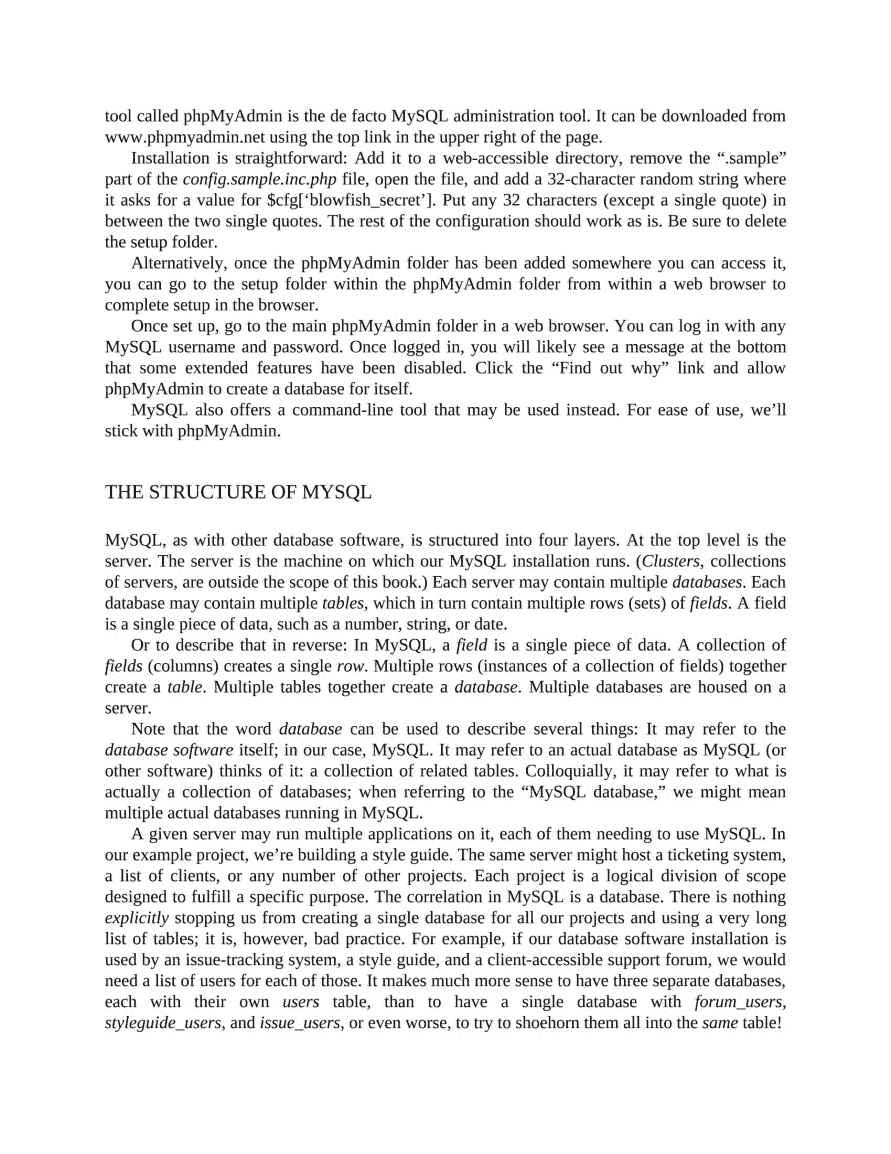 tool called phpMyAdmin is the de facto MySQL administration tool. It can be downloaded from
www.phpmyadmin.net using the top link in the upper right of the page.
Installation is straightforward: Add it to a web-accessible directory, remove the “.sample”
part of the config.sample.inc.php file, open the file, and add a 32-character random string where
it asks for a value for $cfg[‘blowfish_secret’]. Put any 32 characters (except a single quote) in
between the two single quotes. The rest of the configuration should work as is. Be sure to delete
the setup folder.
Alternatively, once the phpMyAdmin folder has been added somewhere you can access it,
you can go to the setup folder within the phpMyAdmin folder from within a web browser to
complete setup in the browser.
Once set up, go to the main phpMyAdmin folder in a web browser. You can log in with any
MySQL username and password. Once logged in, you will likely see a message at the bottom
that some extended features have been disabled. Click the “Find out why” link and allow
phpMyAdmin to create a database for itself.
MySQL also offers a command-line tool that may be used instead. For ease of use, we’ll
stick with phpMyAdmin.
THE STRUCTURE OF MYSQL
MySQL, as with other database software, is structured into four layers. At the top level is the
server. The server is the machine on which our MySQL installation runs. (Clusters, collections
of servers, are outside the scope of this book.) Each server may contain multiple databases. Each
database may contain multiple tables, which in turn contain multiple rows (sets) of fields. A field
is a single piece of data, such as a number, string, or date.
Or to describe that in reverse: In MySQL, a field is a single piece of data. A collection of
fields (columns) creates a single row. Multiple rows (instances of a collection of fields) together
create a table. Multiple tables together create a database. Multiple databases are housed on a
server.
Note that the word database can be used to describe several things: It may refer to the
database software itself; in our case, MySQL. It may refer to an actual database as MySQL (or
other software) thinks of it: a collection of related tables. Colloquially, it may refer to what is
actually a collection of databases; when referring to the “MySQL database,” we might mean
multiple actual databases running in MySQL.
A given server may run multiple applications on it, each of them needing to use MySQL. In
our example project, we’re building a style guide. The same server might host a ticketing system,
a list of clients, or any number of other projects. Each project is a logical division of scope
designed to fulfill a specific purpose. The correlation in MySQL is a database. There is nothing
explicitly stopping us from creating a single database for all our projects and using a very long
list of tables; it is, however, bad practice. For example, if our database software installation is
used by an issue-tracking system, a style guide, and a client-accessible support forum, we would
need a list of users for each of those. It makes much more sense to have three separate databases,
each with their own users table, than to have a single database with forum_users,
styleguide_users, and issue_users, or even worse, to try to shoehorn them all into the same table!